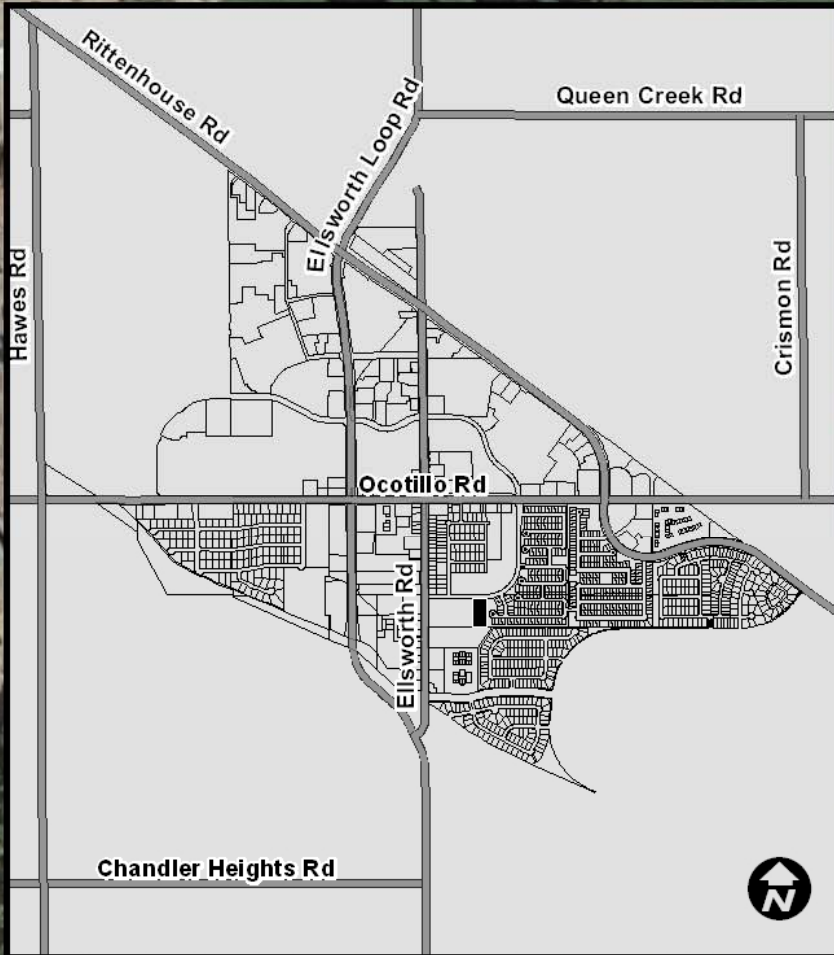 Rittenhouse Rd
Ellsworth Loop Rd
Queen Creek Rd
Hawes Rd
Crismon Rd
Ocotillo Rd
Ellsworth Rd
Chandler Heights Rd
N